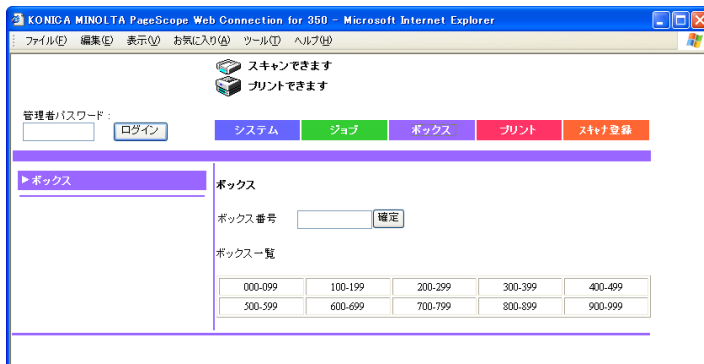 KONICA MINOLTA PageScope Web Connection for 350 - Microsoft Internet Explorer
ファイル(F) 編集(E) 表示(V) お気に入り(A) ツール(T) ヘルプ(H)
スキャンできます
プリントできます
管理者パスワード:
ログイン
システム ジョブ ボックス プリント スキャナ登録
▶ボックス
ボックス
ボックス番号 確定
ボックス一覧
000-099 100-199 200-299 300-399 400-499
500-599 600-699 700-799 800-899 900-999